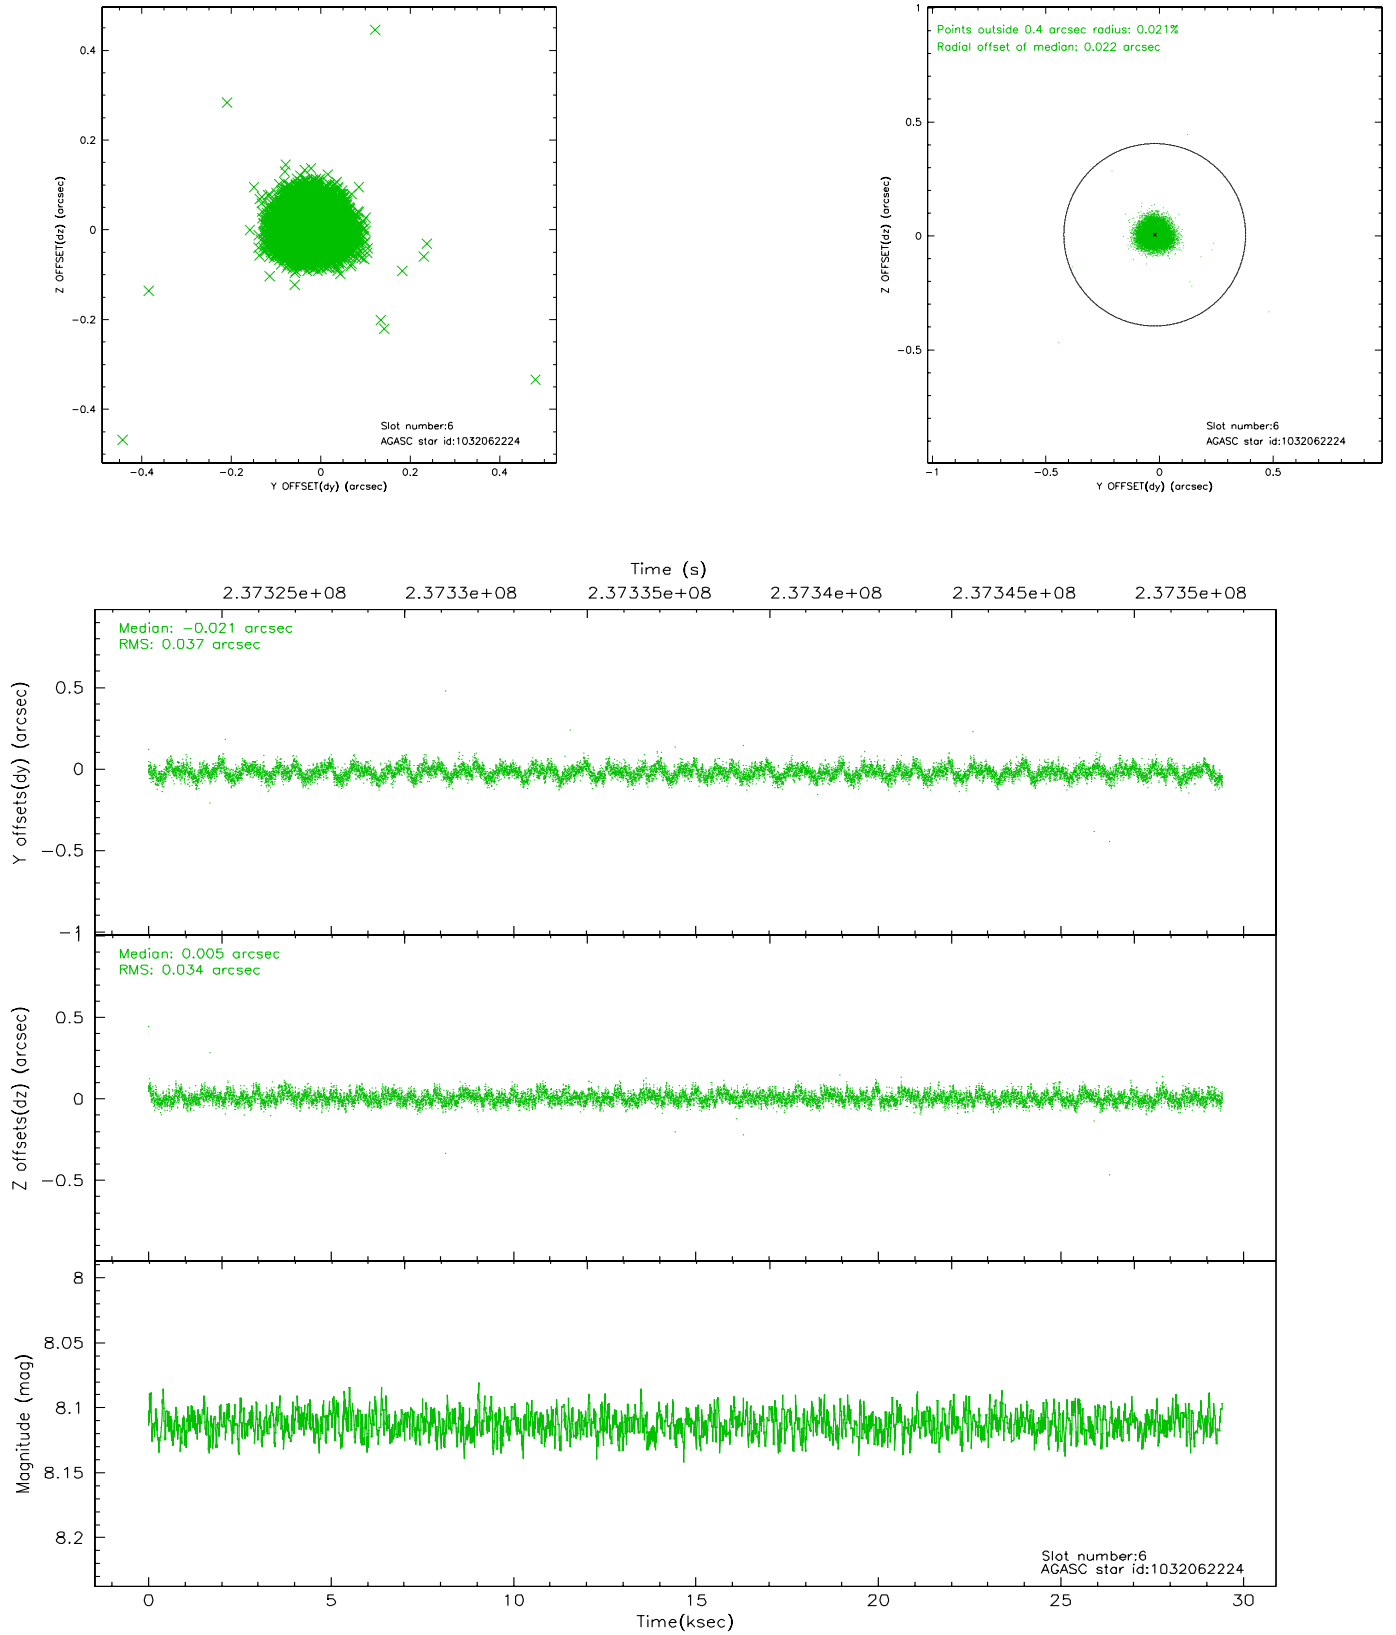 0.4
0.2
0
−0.2
−0.4
Z OFFSET(dz) (arcsec)
Slot number:6
AGASC star id:1032062224
−0.4
−0.2
0
0.2
0.4
Y OFFSET(dy) (arcsec)
Points outside 0.4 arcsec radius: 0.021%
Radial offset of median: 0.022 arcsec
1
0.5
0
−0.5
Z OFFSET(dz) (arcsec)
Slot number:6
AGASC star id:1032062224
−1
−0.5
0
0.5
Y OFFSET(dy) (arcsec)
Time (s)
2.37325e+08
2.3733e+08
2.37335e+08
2.3734e+08
2.37345e+08
2.3735e+08
Median: −0.021 arcsec
RMS: 0.037 arcsec
0.5
0
−0.5
−1
Y offsets(dy) (arcsec)
Median: 0.005 arcsec
RMS: 0.034 arcsec
0.5
0
−0.5
Z offsets(dz) (arcsec)
8
8.05
8.1
8.15
8.2
Magnitude (mag)
Slot number:6
AGASC star id:1032062224
0
5
10
15
20
25
30
Time(ksec)